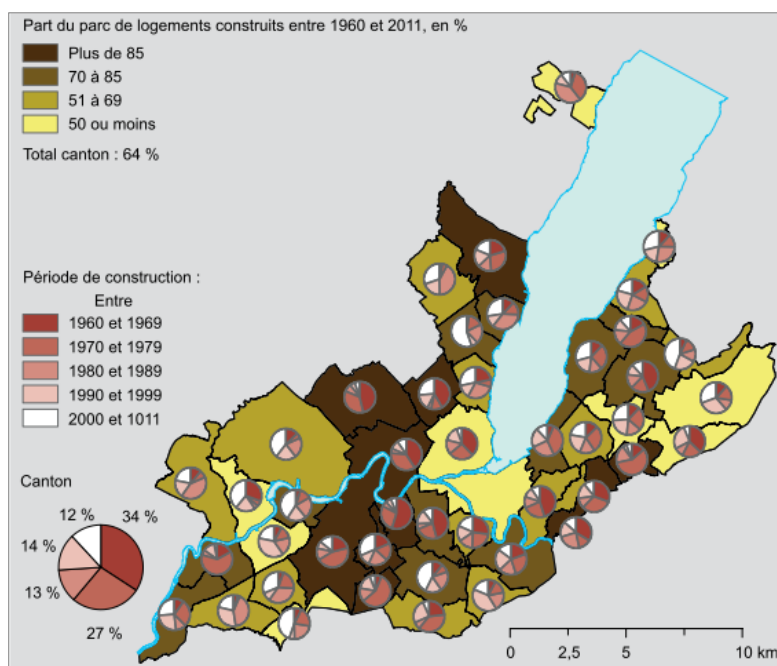 Part du parc de logements construits entre 1960 et 2011, en %
Plus de 85
70 à 85
51 à 69
50 ou moins
Total canton : 64 %
Période de construction :
Entre
1960 et 1969
1970 et 1979
1980 et 1989
1990 et 1999
2000 et 1011
Canton
12 %
34 %
14 %
13 %
27 %
0 2,5 5 10 km